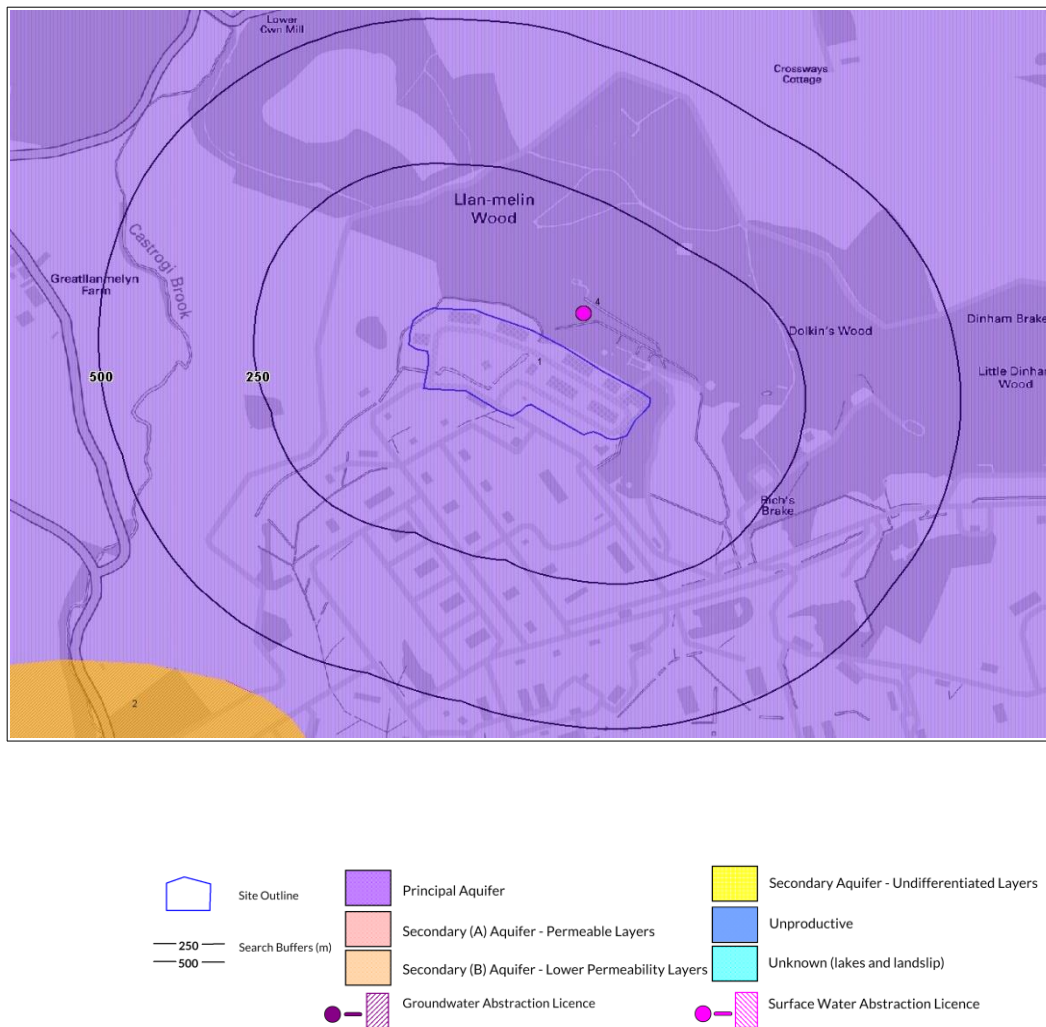 Lower
Cwn Mill
Crossways
Cottage
Llan-melin
Wood
Castrogi Brook
Greatllanmelyn
Farm
4
Dolkin's Wood
Dinham Brake
Little Dinham
Wood
1
500
250
Rich's
Brake
2
Site Outline
Principal Aquifer
Secondary Aquifer - Undifferentiated Layers
Secondary (A) Aquifer - Permeable Layers
Unproductive
250
500
Search Buffers (m)
Secondary (B) Aquifer - Lower Permeability Layers
Unknown (lakes and landslip)
Groundwater Abstraction Licence
Surface Water Abstraction Licence